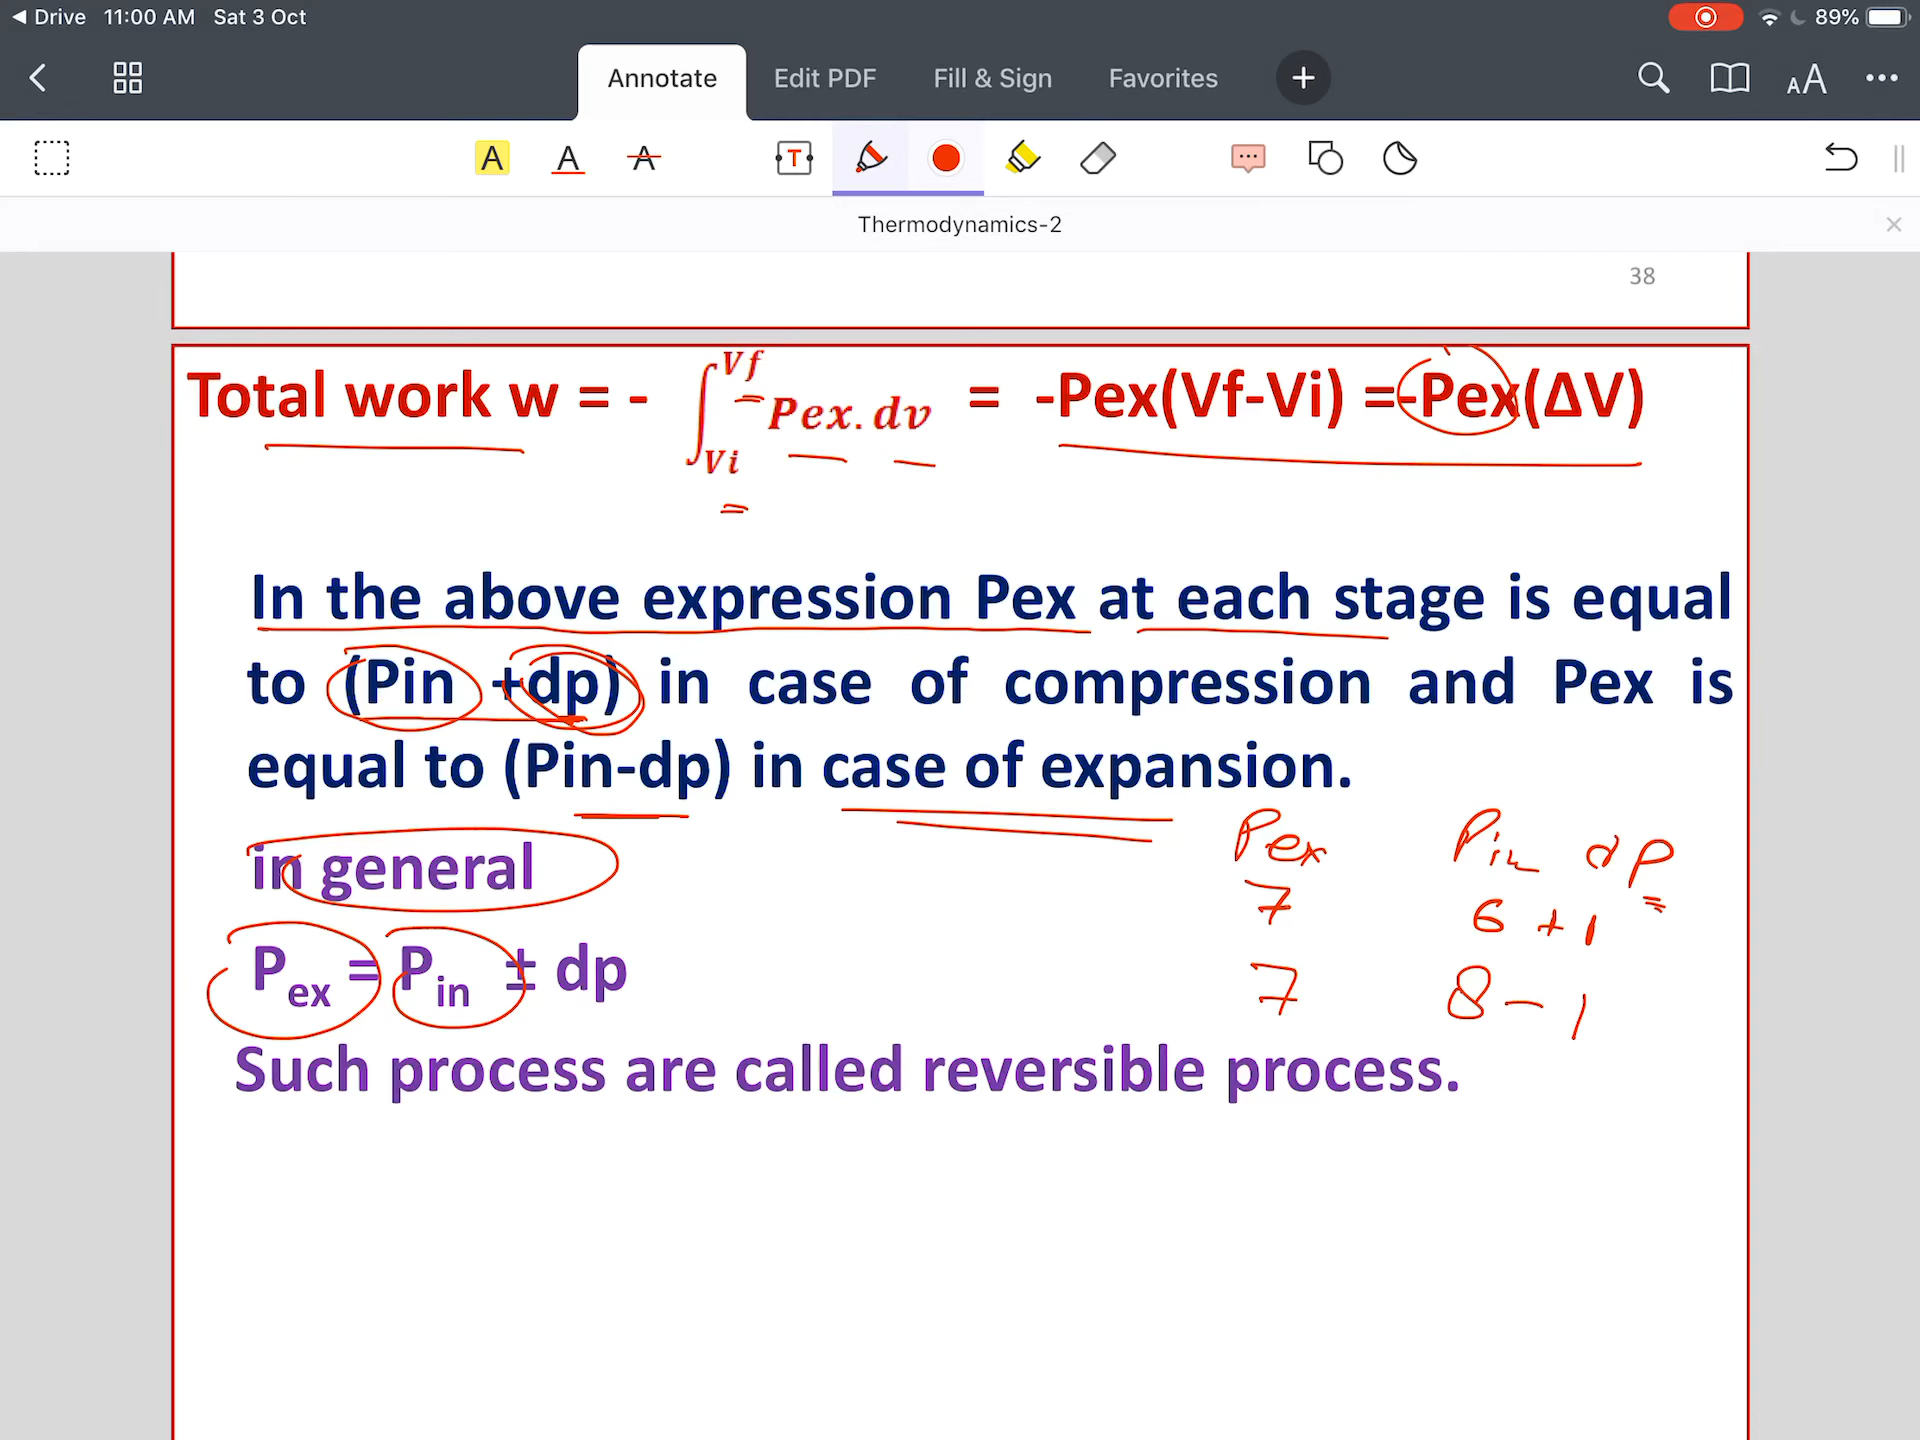 Drive 11:00 AM Sat 3 Oct 89%
Annotate Edit PDF Fill & Sign Favorites
Thermodynamics-2
38
Total work w = - ∫ Vf Vi Pex. dv = -Pex(Vf-Vi) =-Pex(ΔV)
In the above expression Pex at each stage is equal
to (Pin +dp) in case of compression and Pex is
equal to (Pin-dp) in case of expansion.
Pex Pin dp
in general
7 6 + 1
Pex = Pin ± dp
7 8 - 1
Such process are called reversible process.